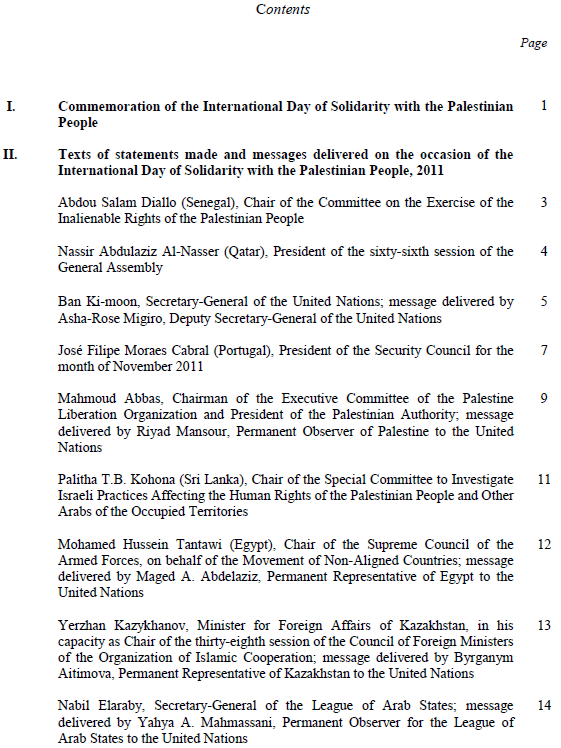 Contents
Page
I. Commemoration of the International Day of Solidarity with the Palestinian 1
People
II. Texts of statements made and messages delivered on the occasion of the
International Day of Solidarity with the Palestinian People, 2011
Abdou Salam Diallo (Senegal), Chair of the Committee on the Exercise of the 3
Inalienable Rights of the Palestinian People
Nassir Abdulaziz Al-Nasser (Qatar), President of the sixty-sixth session of the 4
General Assembly
Ban Ki-moon, Secretary-General of the United Nations; message delivered by 5
Asha-Rose Migiro, Deputy Secretary-General of the United Nations
José Filipe Moraes Cabral (Portugal), President of the Security Council for the 7
month of November 2011
Mahmoud Abbas, Chairman of the Executive Committee of the Palestine 9
Liberation Organization and President of the Palestinian Authority; message
delivered by Riyad Mansour, Permanent Observer of Palestine to the United
Nations
Palitha T.B. Kohona (Sri Lanka), Chair of the Special Committee to Investigate 11
Israeli Practices Affecting the Human Rights of the Palestinian People and Other
Arabs of the Occupied Territories
Mohamed Hussein Tantawi (Egypt), Chair of the Supreme Council of the 12
Armed Forces, on behalf of the Movement of Non-Aligned Countries; message
delivered by Maged A. Abdelaziz, Permanent Representative of Egypt to the
United Nations
Yerzhan Kazykhanov, Minister for Foreign Affairs of Kazakhstan, in his 13
capacity as Chair of the thirty-eighth session of the Council of Foreign Ministers
of the Organization of Islamic Cooperation; message delivered by Byrganym
Aitimova, Permanent Representative of Kazakhstan to the United Nations
Nabil Elaraby, Secretary-General of the League of Arab States; message 14
delivered by Yahya A. Mahmassani, Permanent Observer for the League of
Arab States to the United Nations